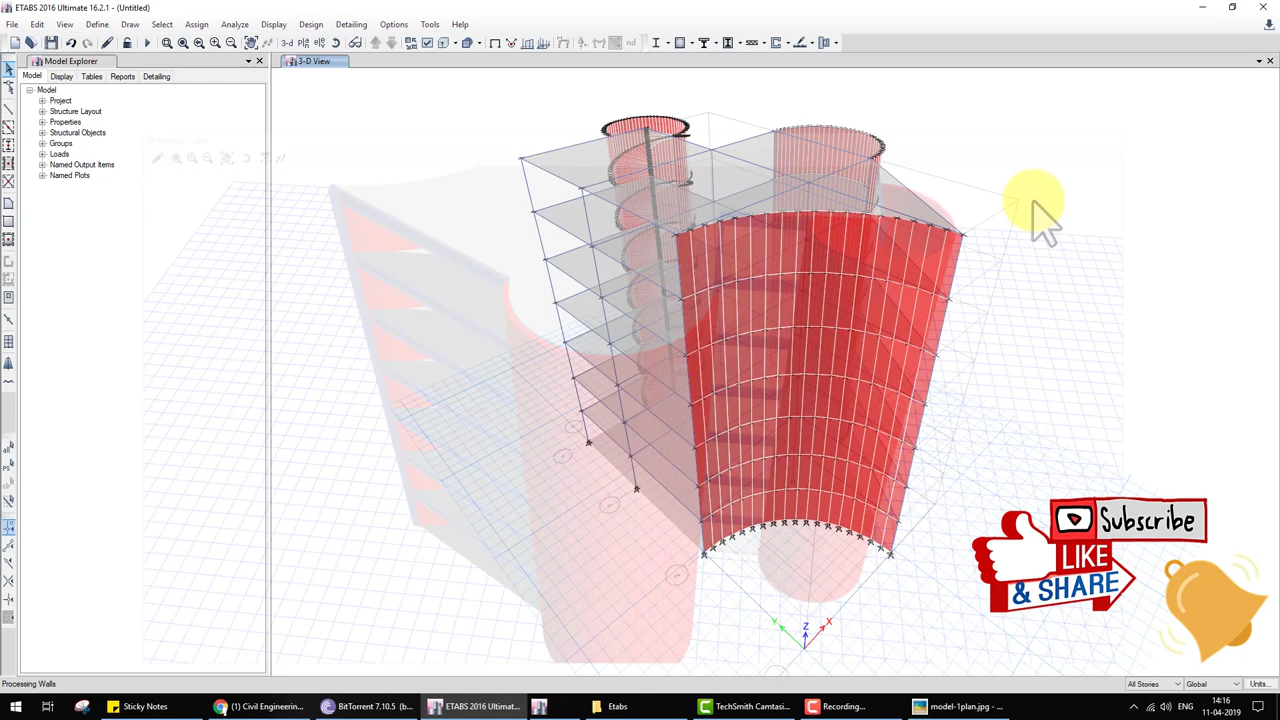 ETABS 2016 Ultimate 16.2.1 - (Untitled)
File Edit View Define Draw Select Assign Analyze Display Design Detailing Options Tools Help
3-d
nd
Model Explorer
3-D View
Model Display Tables Reports Detailing
Model
Project
Structure Layout
Properties
Structural Objects
Groups
Loads
Named Output Items
Named Plots
Subscribe
LIKE
& SHARE
Z
Y
X
Processing Walls
All Stories Global Units...
Sticky Notes
(1) Civil Engineerin...
BitTorrent 7.10.5 (b...
ETABS 2016 Ultimat...
Etabs
TechSmith Camtasi...
Recording...
model-1plan.jpg - ...
ENG
14:16
11-04-2019